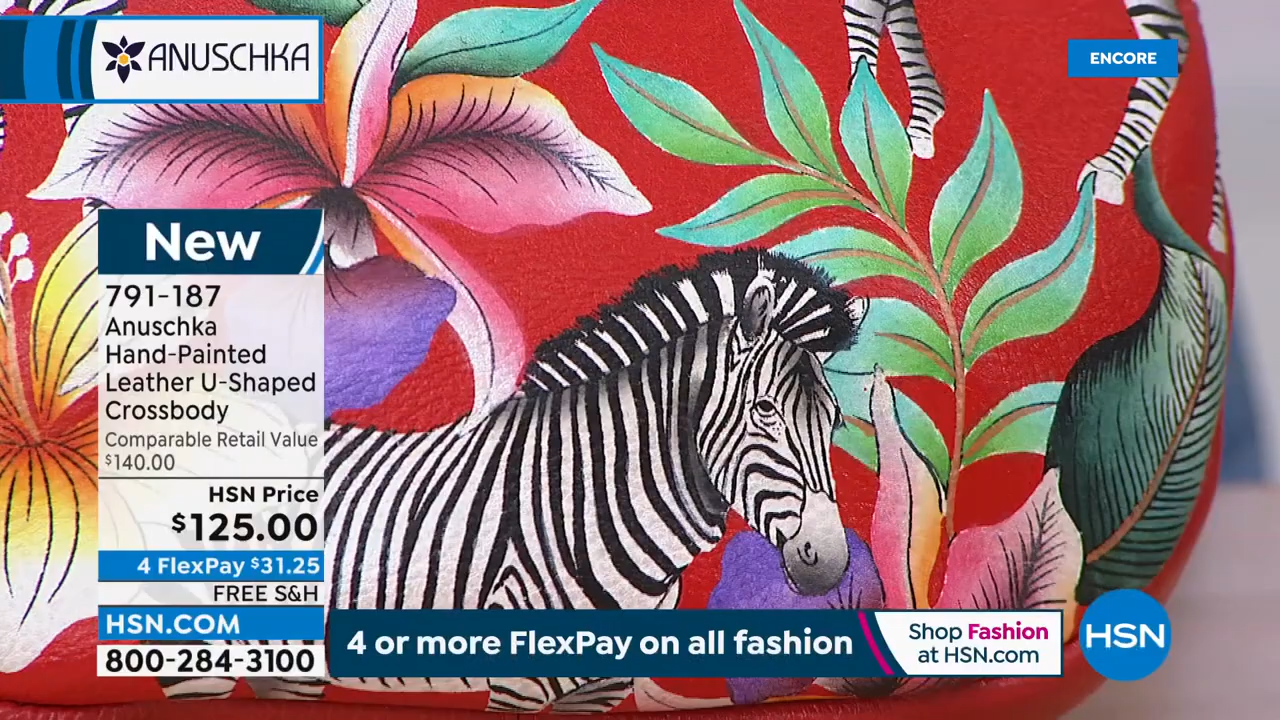 ANUSCHKA
ENCORE
New
791-187
Anuschka
Hand-Painted
Leather U-Shaped
Crossbody
Comparable Retail Value
$140.00
HSN Price
$125.00
4 FlexPay $31.25
FREE S&H
HSN.COM
800-284-3100
4 or more FlexPay on all fashion
Shop Fashion
at HSN.com
HSN